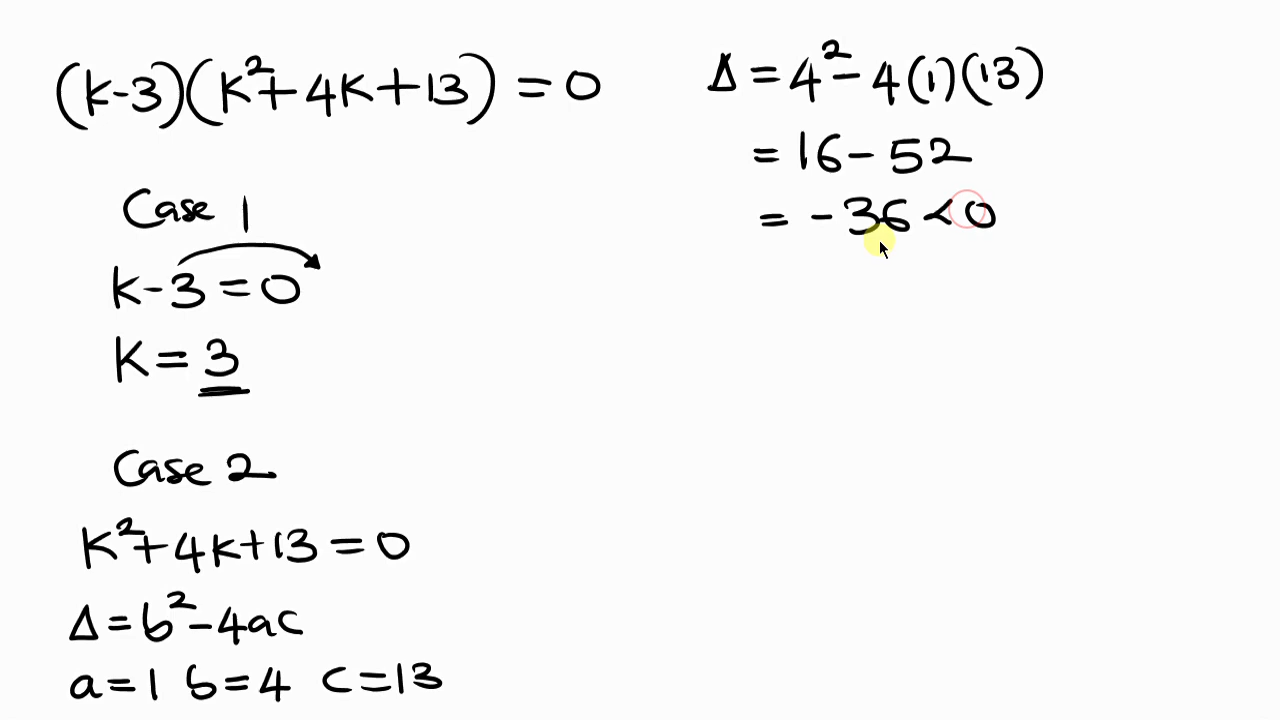 (k-3)(k²+4k+13) = 0
Case 1
k-3 = 0
k = 3
Case 2
k²+4k+13 = 0
Δ = b²-4ac
a=1 b=4 c=13
Δ = 4²-4(1)(13)
= 16-52
= -36 < 0